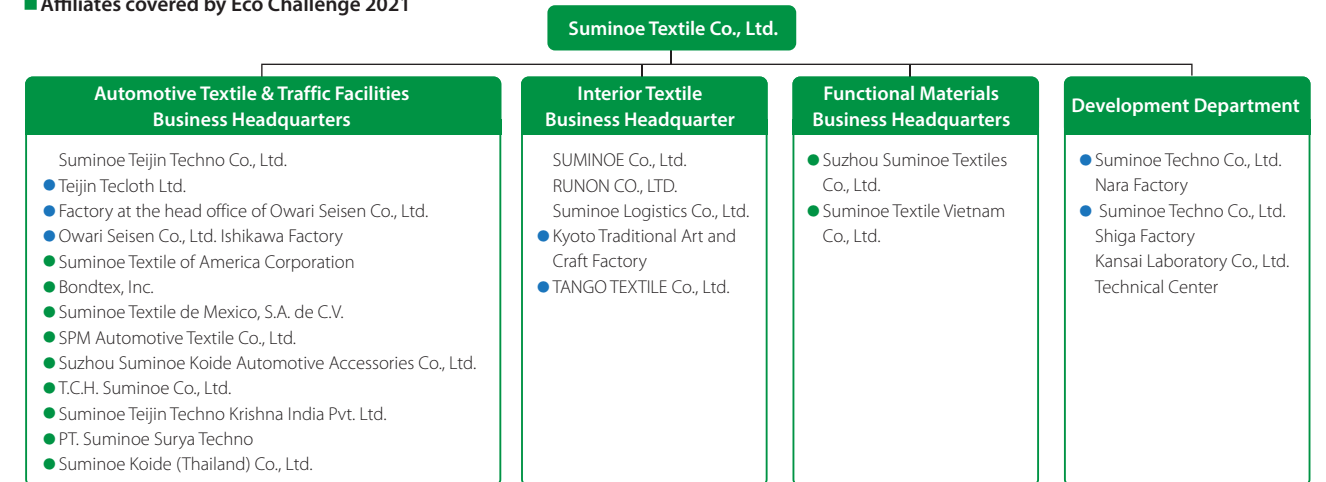 ■ Affiliates covered by Eco Challenge 2021
Suminoe Textile Co., Ltd.
Automotive Textile & Traffic Facilities
Business Headquarters
Suminoe Teijin Techno Co., Ltd.
● Teijin Tecloth Ltd.
● Factory at the head office of Owari Seisen Co., Ltd.
● Owari Seisen Co., Ltd. Ishikawa Factory
● Suminoe Textile of America Corporation
● Bondtex, Inc.
● Suminoe Textile de Mexico, S.A. de C.V.
● SPM Automotive Textile Co., Ltd.
● Suzhou Suminoe Koide Automotive Accessories Co., Ltd.
● T.C.H. Suminoe Co., Ltd.
● Suminoe Teijin Techno Krishna India Pvt. Ltd.
● PT. Suminoe Surya Techno
● Suminoe Koide (Thailand) Co., Ltd.
Interior Textile
Business Headquarter
SUMINOE Co., Ltd.
RUNON CO., LTD.
Suminoe Logistics Co., Ltd.
● Kyoto Traditional Art and
Craft Factory
● TANGO TEXTILE Co., Ltd.
Functional Materials
Business Headquarters
● Suzhou Suminoe Textiles
Co., Ltd.
● Suminoe Textile Vietnam
Co., Ltd.
Development Department
● Suminoe Techno Co., Ltd.
Nara Factory
● Suminoe Techno Co., Ltd.
Shiga Factory
Kansai Laboratory Co., Ltd.
Technical Center